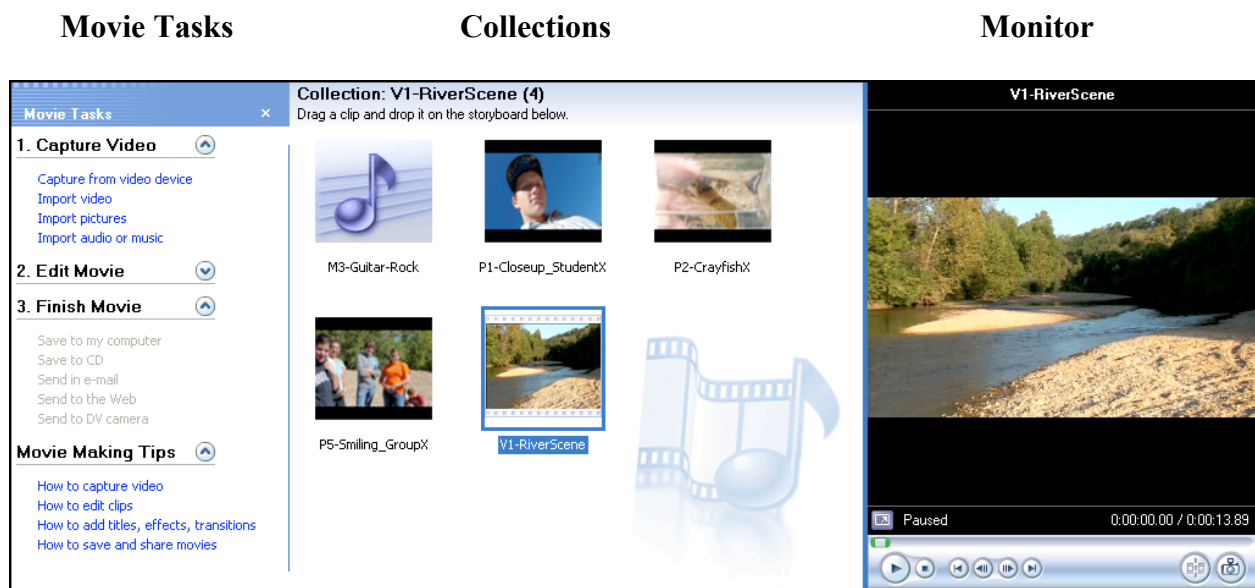 Movie Tasks
Collections
Monitor
Movie Tasks ×
1. Capture Video
Capture from video device
Import video
Import pictures
Import audio or music
2. Edit Movie
3. Finish Movie
Save to my computer
Save to CD
Send in e-mail
Send to the Web
Send to DV camera
Movie Making Tips
How to capture video
How to edit clips
How to add titles, effects, transitions
How to save and share movies
Collection: V1-RiverScene (4)
Drag a clip and drop it on the storyboard below.
M3-Guitar-Rock
P1-Closeup_StudentX
P2-CrayfishX
P5-Smiling_GroupX
V1-RiverScene
V1-RiverScene
Paused 0:00:00.00 / 0:00:13.89